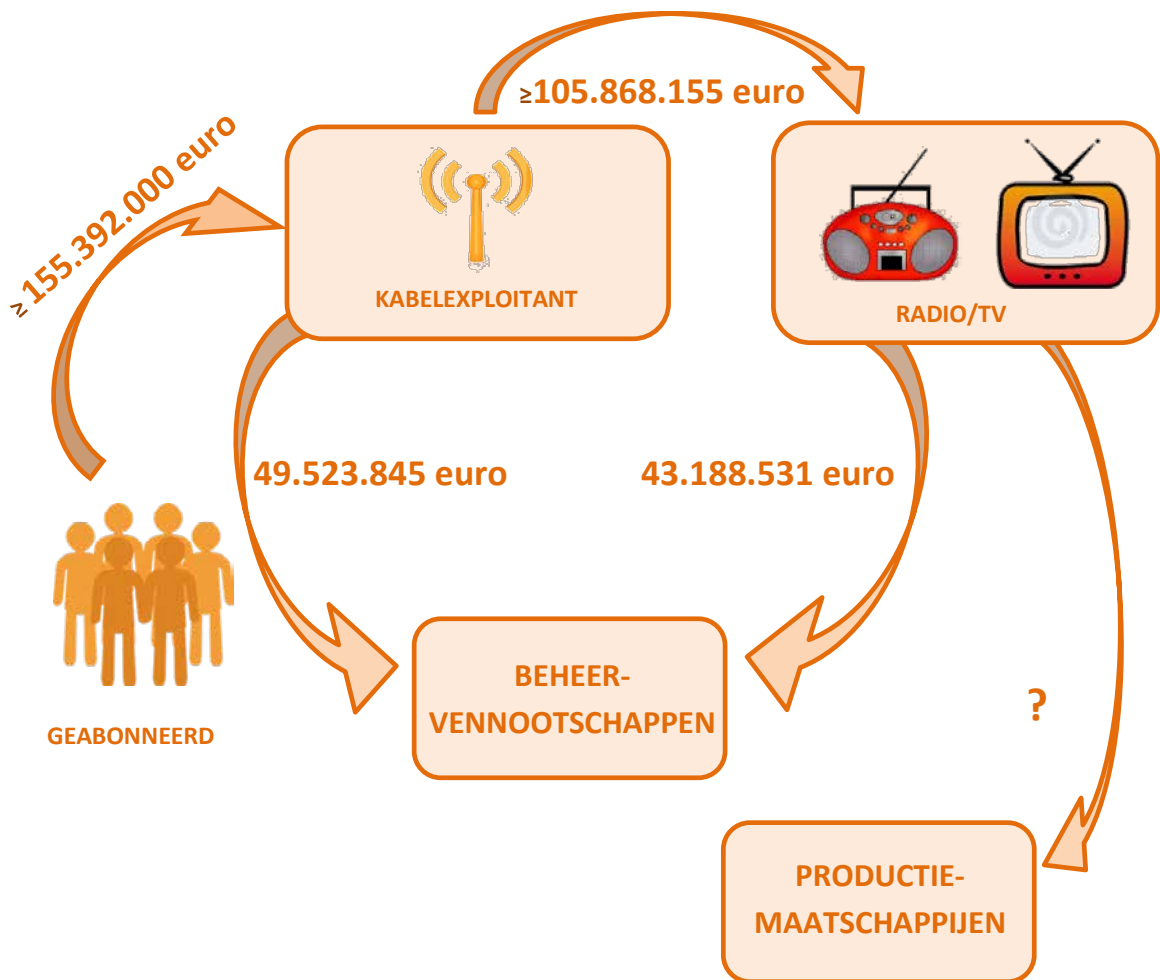 ≥105.868.155 euro
≥ 155.392.000 euro
KABELEXPLOITANT
RADIO/TV
49.523.845 euro
43.188.531 euro
BEHEER-
VENNOOTSCHAPPEN
?
GEABONNEERD
PRODUCTIE-
MAATSCHAPPIJEN